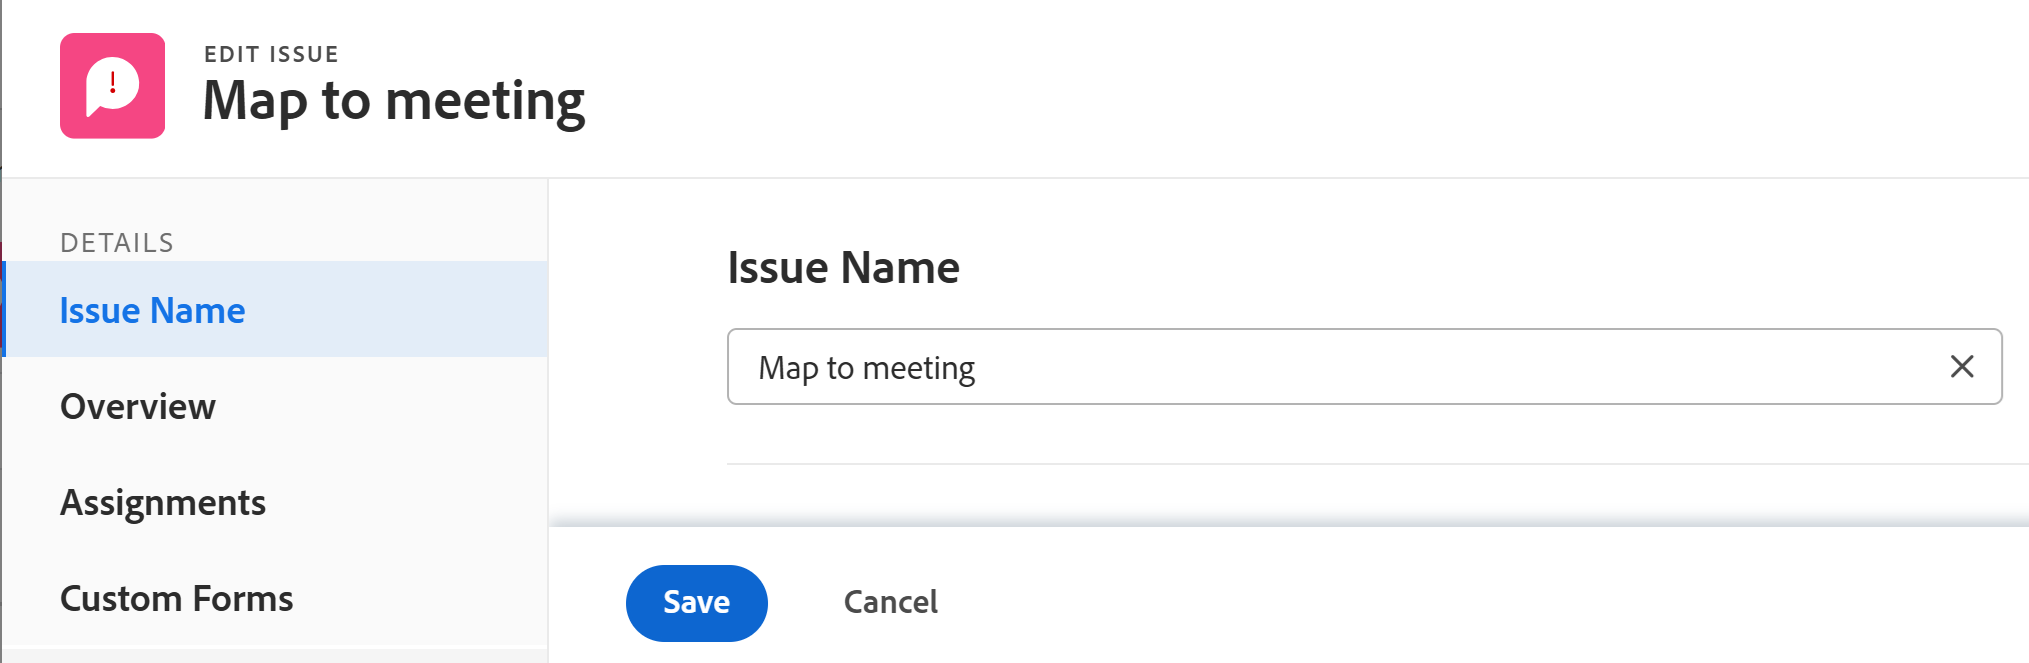 EDIT ISSUE
Map to meeting
DETAILS
Issue Name
Overview
Assignments
Custom Forms
Issue Name
Map to meeting
Save
Cancel